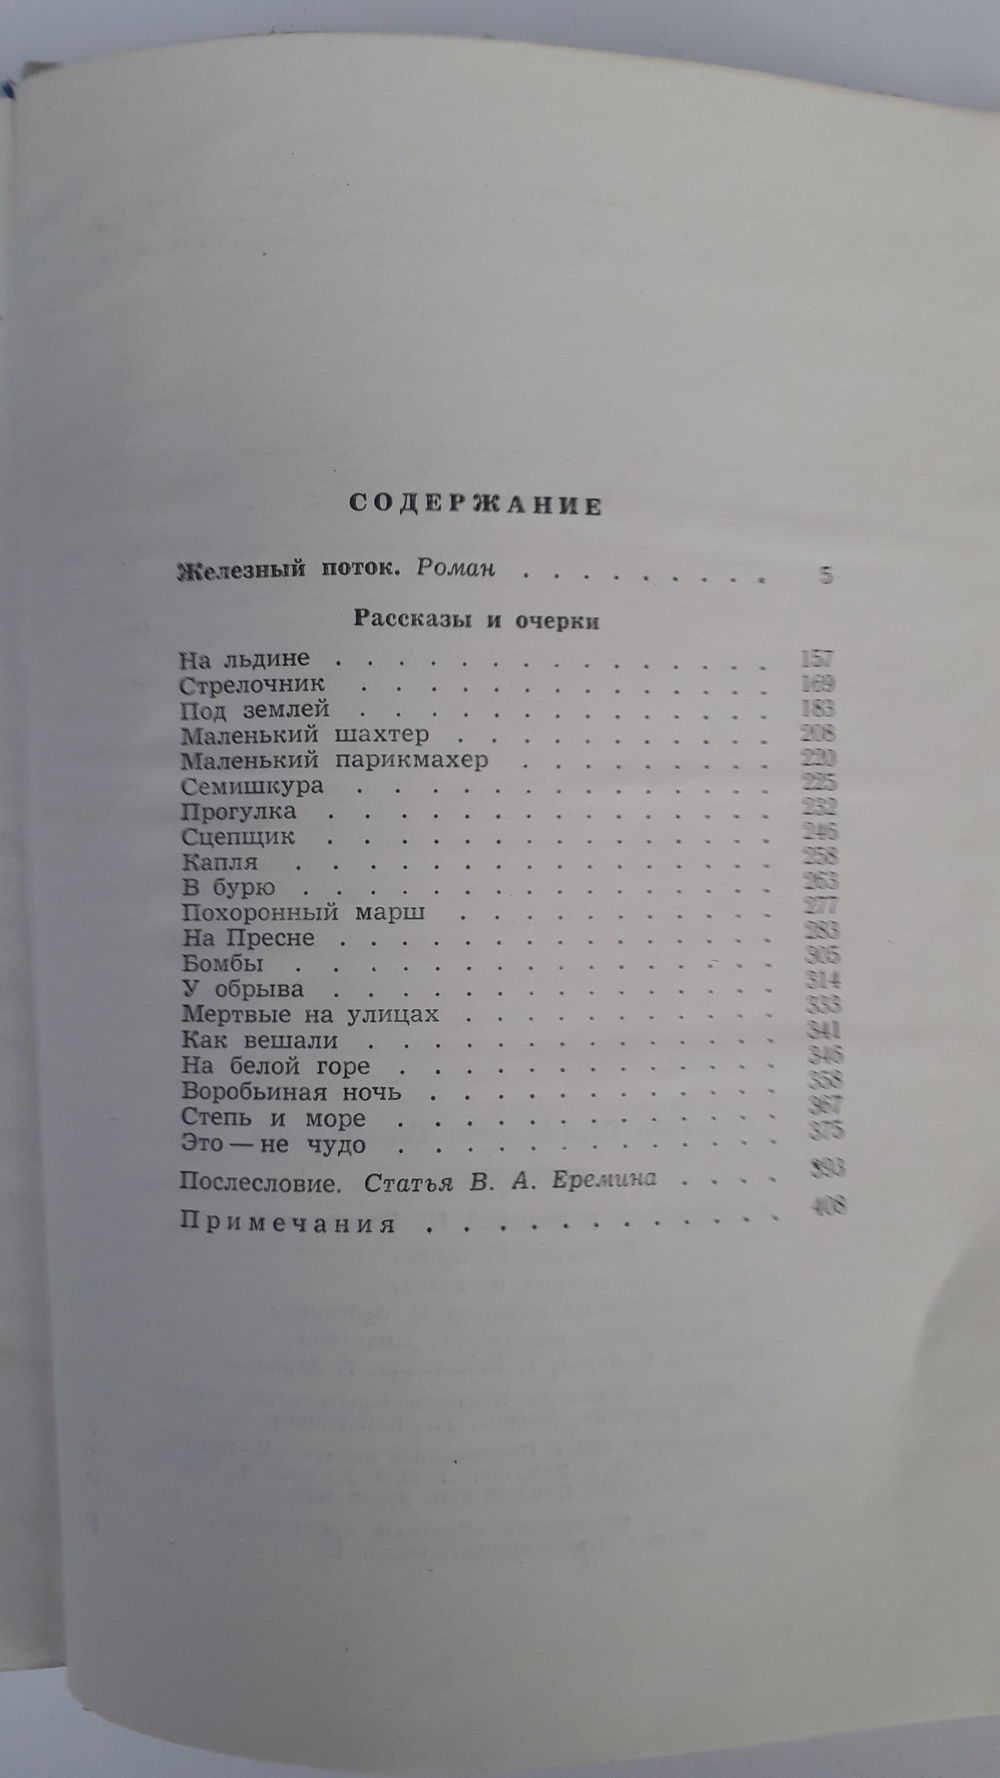 СОДЕРЖАНИЕ
Железный поток. Роман . . . . . . . . . 5
Рассказы и очерки
На льдине . . . . . . . . . . . . . 157
Стрелочник . . . . . . . . . . . . 169
Под землей . . . . . . . . . . . . 183
Маленький шахтер . . . . . . . . . 208
Маленький парикмахер . . . . . . . . 220
Семишкура . . . . . . . . . . . . 225
Прогулка . . . . . . . . . . . . . 232
Сцепщик . . . . . . . . . . . . . 246
Капля . . . . . . . . . . . . . . 258
В бурю . . . . . . . . . . . . . . 263
Похоронный марш . . . . . . . . . 277
На Пресне . . . . . . . . . . . . . 283
Бомбы . . . . . . . . . . . . . . 305
У обрыва . . . . . . . . . . . . . 314
Мертвые на улицах . . . . . . . . . 333
Как вешали . . . . . . . . . . . . 341
На белой горе . . . . . . . . . . . 346
Воробьиная ночь . . . . . . . . . . 358
Степь и море . . . . . . . . . . . 367
Это — не чудо . . . . . . . . . . . 375
Послесловие. Статья В. А. Еремина . . . . 393
Примечания . . . . . . . . . . . 408